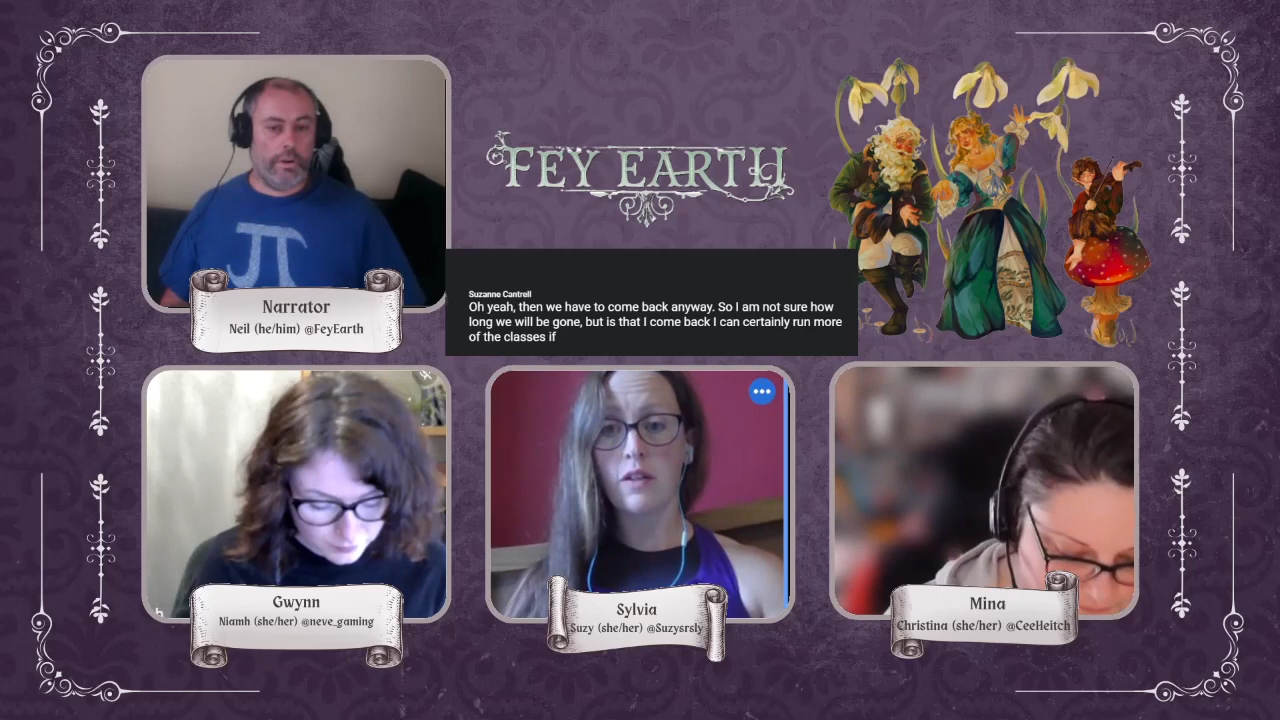 FEY EARTH
π
Narrator
Neil (he/him) @FeyEarth
Suzanne Cantrell
Oh yeah, then we have to come back anyway. So I am not sure how
long we will be gone, but is that I come back I can certainly run more
of the classes if
Gwynn
Niamh (she/her) @neve_gaming
Sylvia
Suzy (she/her) @Suzysrsly
Mina
Christina (she/her) @CeeHeitch